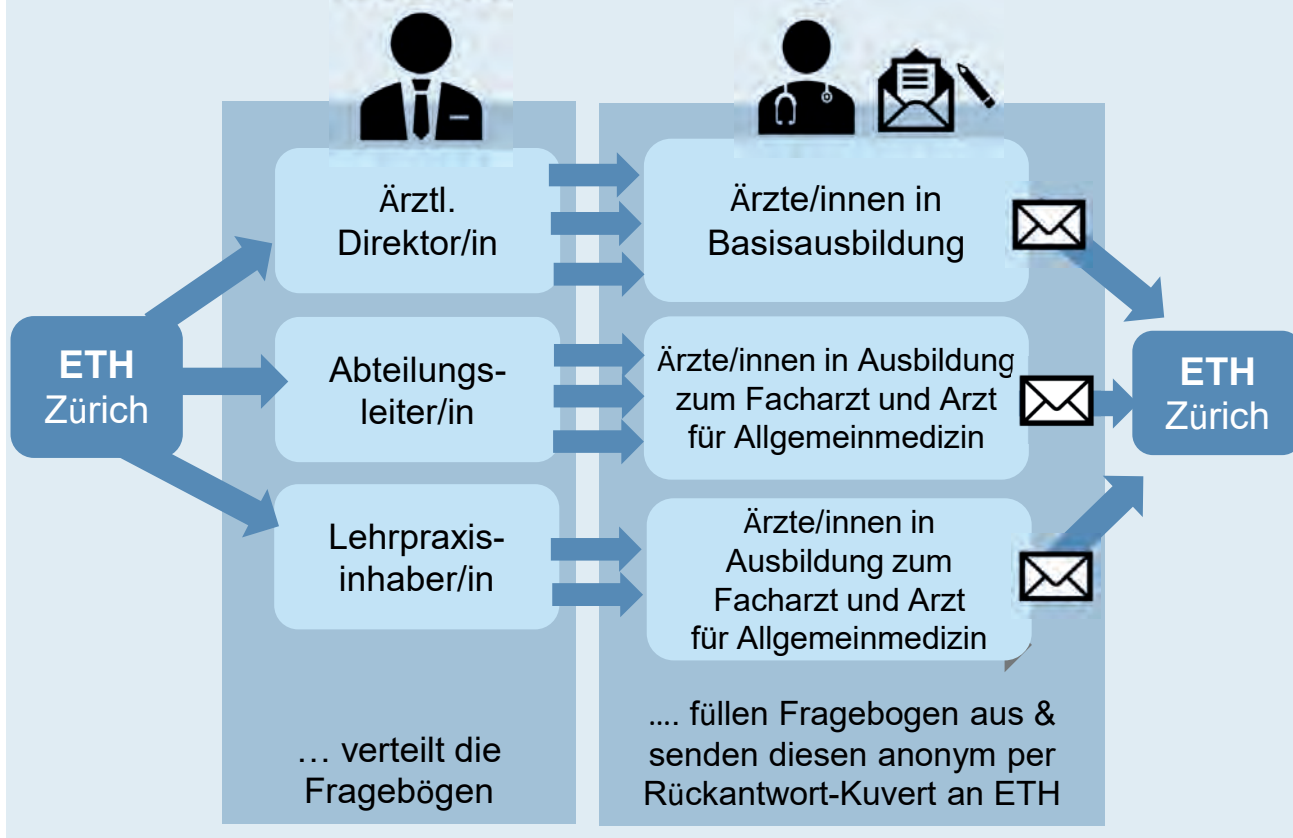 ETH
Zürich
Ärztl.
Direktor/in
Abteilungs-
leiter/in
Lehrpraxis-
inhaber/in
... verteilt die
Fragebögen
Ärzte/innen in
Basisausbildung
Ärzte/innen in Ausbildung
zum Facharzt und Arzt
für Allgemeinmedizin
Ärzte/innen in
Ausbildung zum
Facharzt und Arzt
für Allgemeinmedizin
.... füllen Fragebogen aus &
senden diesen anonym per
Rückantwort-Kuvert an ETH
ETH
Zürich